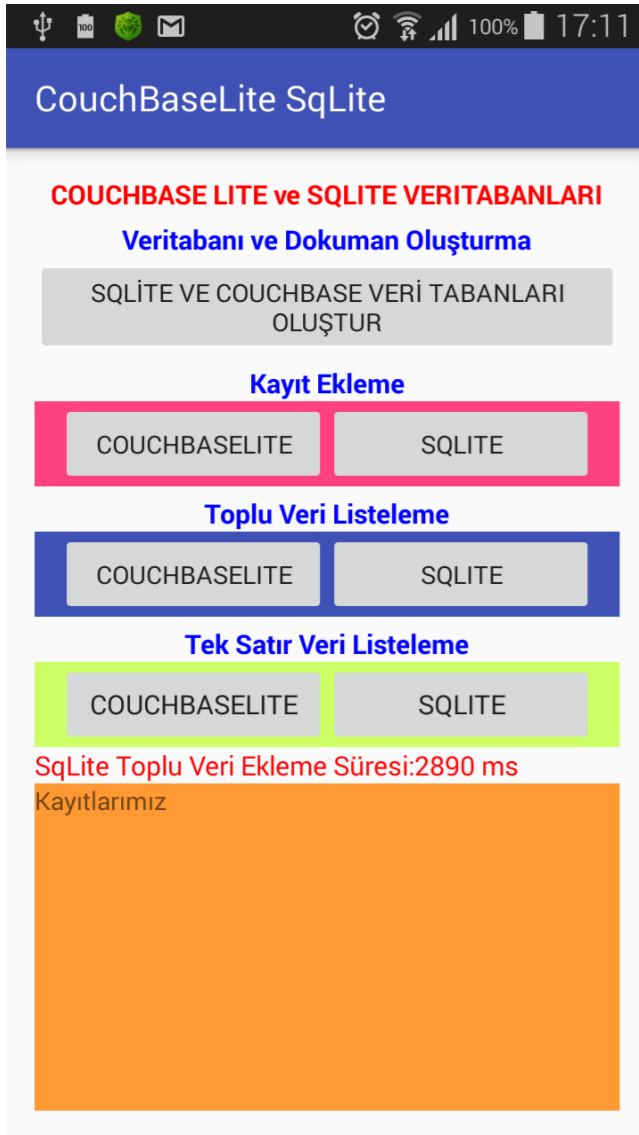 100 100% 17:11
CouchBaseLite SqLite
COUCHBASE LITE ve SQLITE VERITABANLARI
Veritabanı ve Dokuman Oluşturma
SQLİTE VE COUCHBASE VERİ TABANLARI
OLUŞTUR
Kayıt Ekleme
COUCHBASELITE SQLITE
Toplu Veri Listeleme
COUCHBASELITE SQLITE
Tek Satır Veri Listeleme
COUCHBASELITE SQLITE
SqLite Toplu Veri Ekleme Süresi:2890 ms
Kayıtlarımız